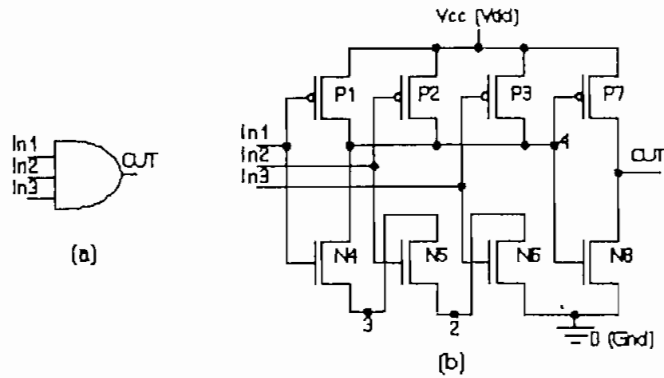 Vcc (Vdd)
P1
P2
P3
P7
In1
In2
In3
4
OUT
In1
In2
In3
OUT
N4
N5
N6
N8
3
2
0 (Gnd)
(a)
(b)